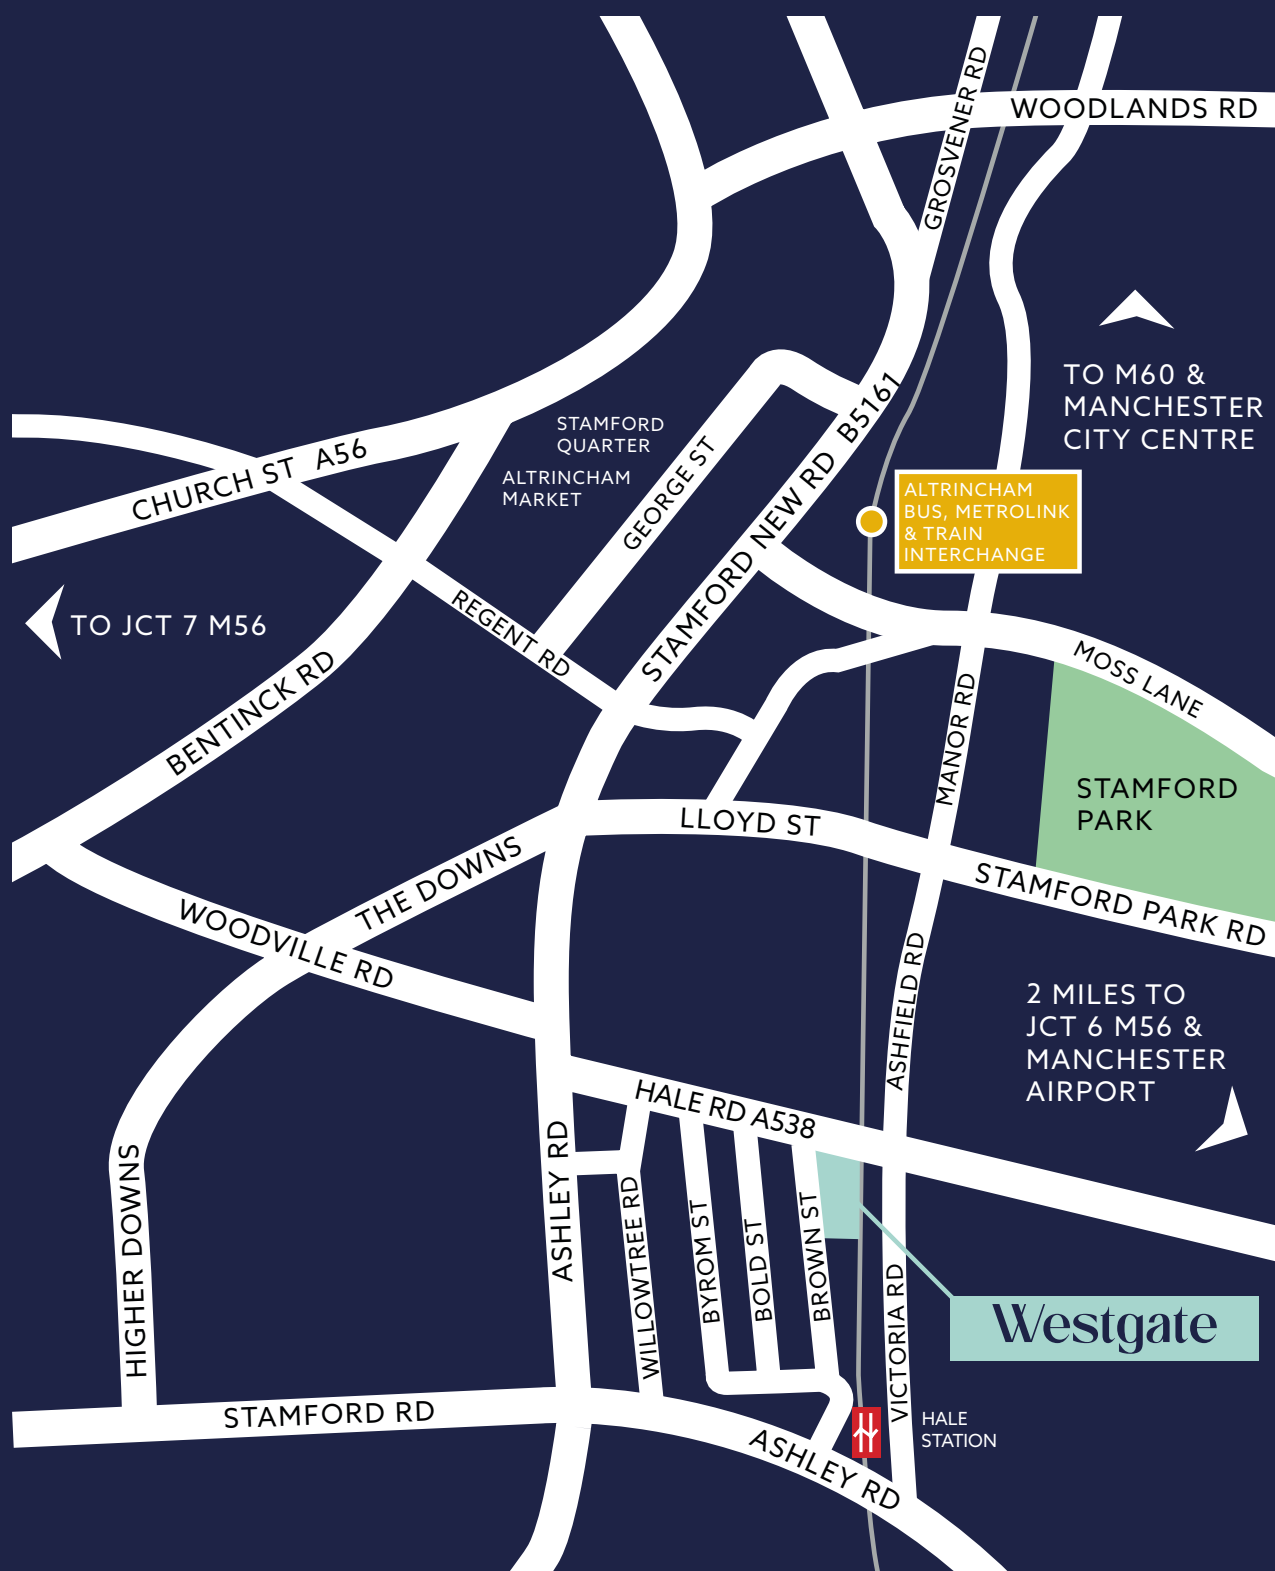 GROSVENER RD
WOODLANDS RD
TO M60 &
MANCHESTER
CITY CENTRE
B5161
STAMFORD
QUARTER
GEORGE ST
CHURCH ST A56
ALTRINCHAM
MARKET
STAMFORD NEW RD
ALTRINCHAM
BUS, METROLINK
& TRAIN
INTERCHANGE
TO JCT 7 M56
REGENT RD
BENTINCK RD
MOSS LANE
MANOR RD
STAMFORD
PARK
LLOYD ST
THE DOWNS
STAMFORD PARK RD
WOODVILLE RD
ASHFIELD RD
2 MILES TO
JCT 6 M56 &
MANCHESTER
AIRPORT
HALE RD A538
ASHLEY RD
HIGHER DOWNS
WILLOWTREE RD
BYROM ST
BOLD ST
BROWN ST
VICTORIA RD
Westgate
STAMFORD RD
HALE
STATION
ASHLEY RD